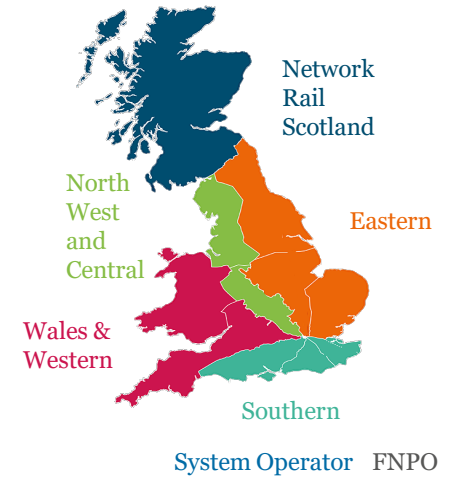 Network
Rail
Scotland
North
West
and
Central
Eastern
Wales &
Western
Southern
System Operator FNPO